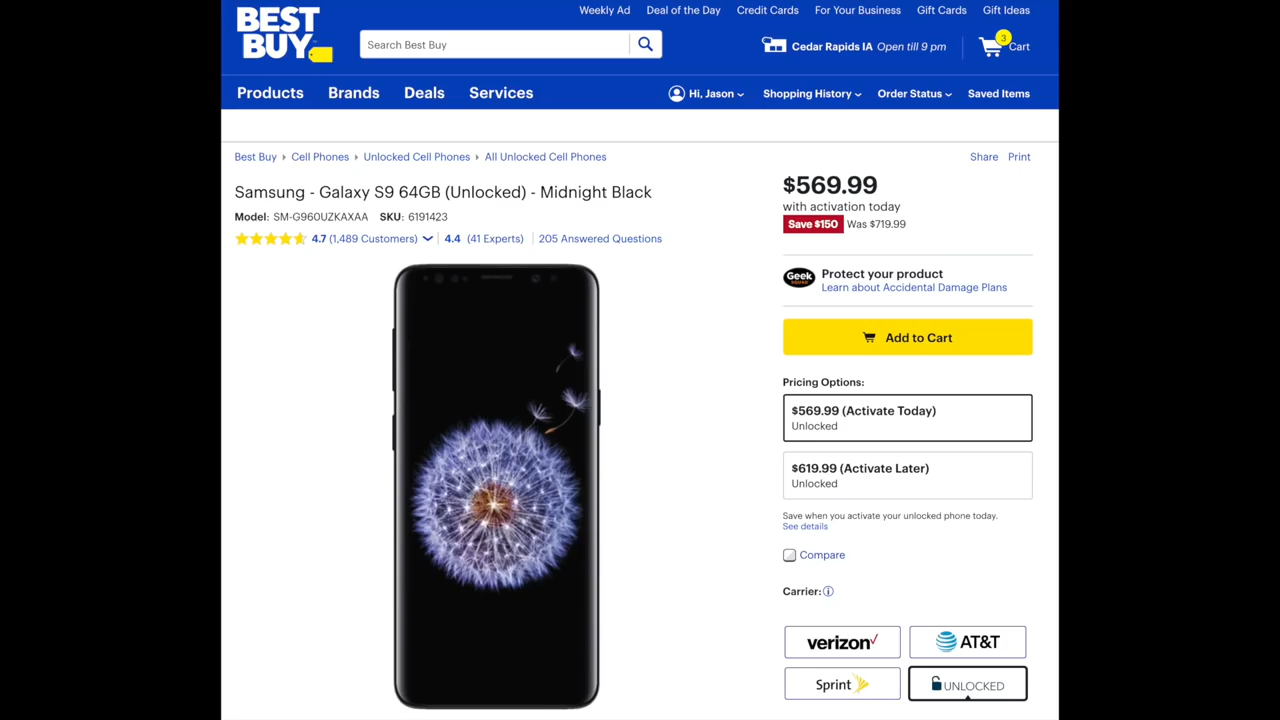 BEST
BUY
Weekly Ad Deal of the Day Credit Cards For Your Business Gift Cards Gift Ideas
Search Best Buy
Cedar Rapids IA Open till 9 pm
3
Cart
Products Brands Deals Services
Hi, Jason Shopping History Order Status Saved Items
Best Buy Cell Phones Unlocked Cell Phones All Unlocked Cell Phones
Share Print
Samsung - Galaxy S9 64GB (Unlocked) - Midnight Black
Model: SM-G960UZKAXAA SKU: 6191423
4.7 (1,489 Customers) 4.4 (41 Experts) 205 Answered Questions
$569.99
with activation today
Save $150 Was $719.99
Geek
SQUAD
Protect your product
Learn about Accidental Damage Plans
Add to Cart
Pricing Options:
$569.99 (Activate Today)
Unlocked
$619.99 (Activate Later)
Unlocked
Save when you activate your unlocked phone today.
See details
Compare
Carrier:
verizon AT&T
Sprint UNLOCKED